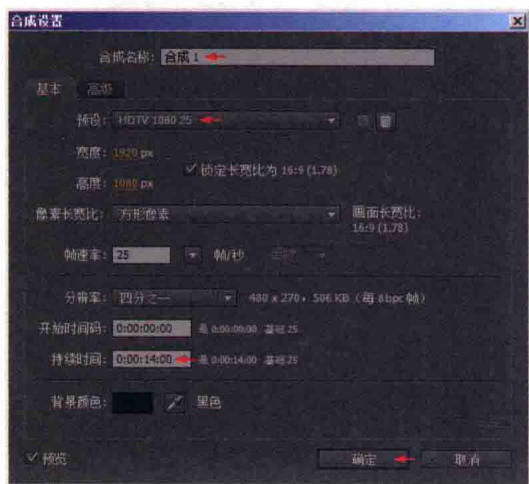 合成设置
合成名称: 合成 1
基本 高级
预设: HDTV 1080 25
宽度: 1920 px
锁定长宽比为 16:9 (1.78)
高度: 1080 px
像素长宽比: 方形像素
画面长宽比:
16:9 (1.78)
帧速率: 25 帧/秒
分辨率: 四分之一 480 x 270, 506 KB (每 8bpc 帧)
开始时间码: 0:00:00:00 是 0:00:00:00 基础 25
持续时间: 0:00:14:00 是 0:00:14:00 基础 25
背景颜色: 黑色
预览 确定 取消